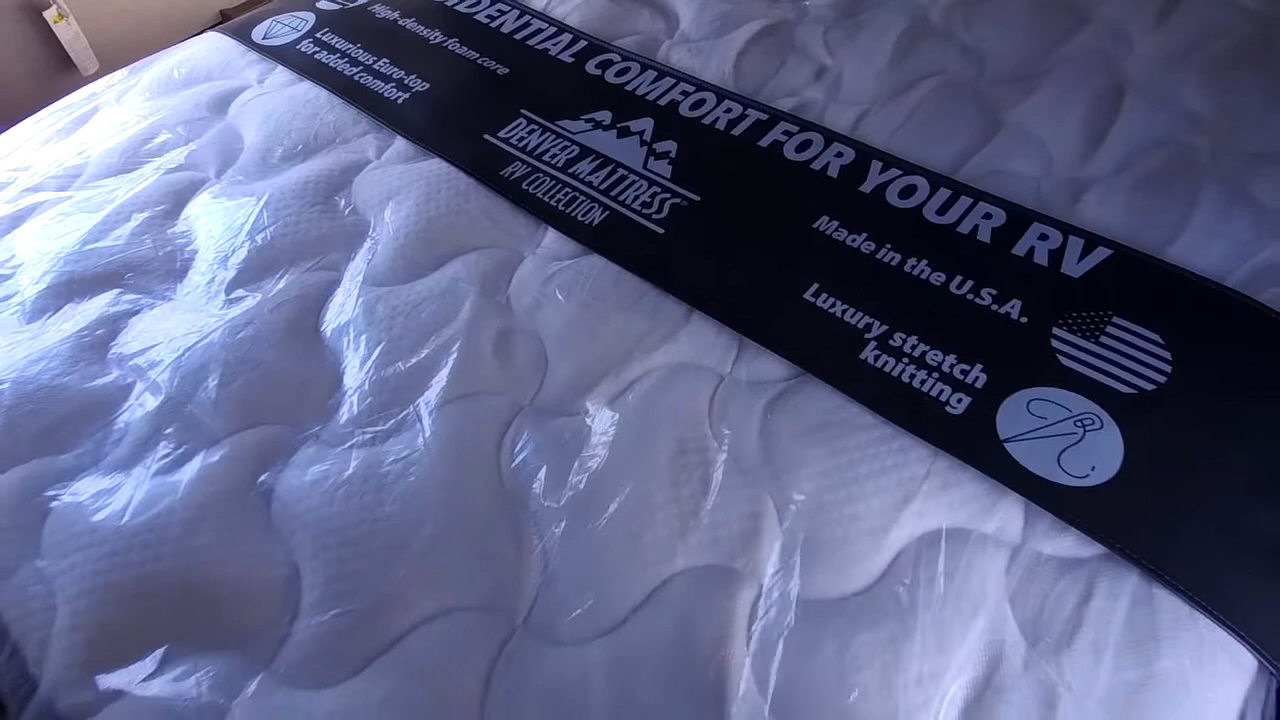 COMFORT FOR YOUR RV
High-density foam core
Luxurious Euro-top
for added comfort
DENVER MATTRESS
RV COLLECTION
Made in the U.S.A.
Luxury stretch
knitting